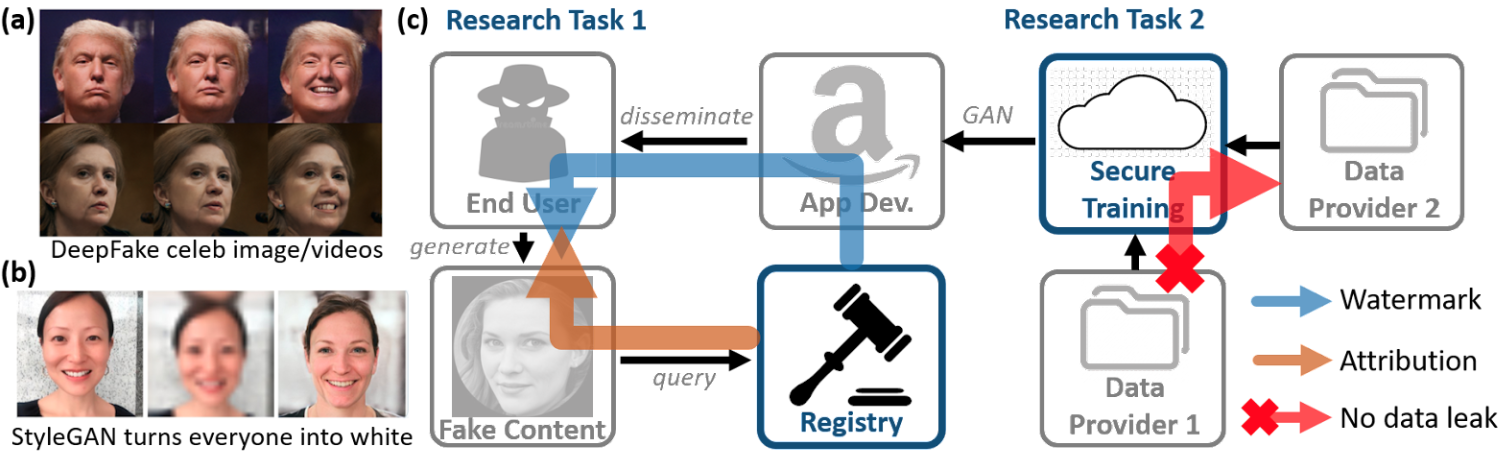 (a)
DeepFake celeb image/videos
(b)
StyleGAN turns everyone into white
(c)
Research Task 1
Research Task 2
End User
disseminate
App Dev.
GAN
Secure
Training
Data
Provider 2
generate
Fake Content
query
Registry
Data
Provider 1
Watermark
Attribution
No data leak